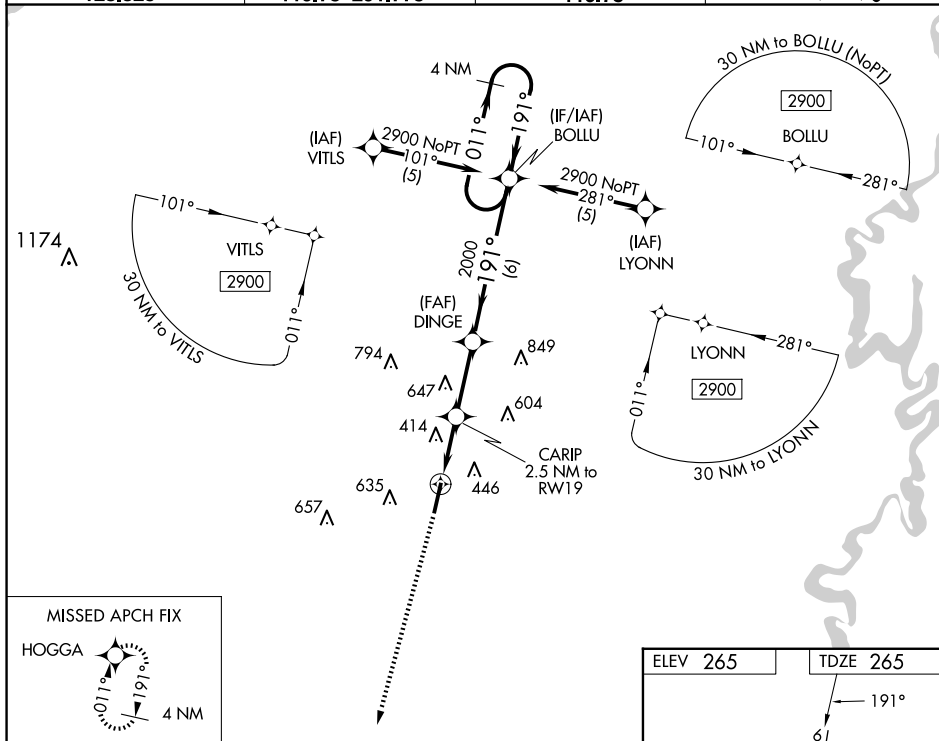 30 NM to BOLLU (NoPT)
2900
BOLLU
101°
281°
4 NM
011°
191°
(IF/IAF)
BOLLU
(IAF)
VITLS
2900 NoPT
101°
(5)
2900 NoPT
281°
(5)
(IAF)
LYONN
101°
VITLS
2900
011°
30 NM to VITLS
1174
2000
191°
(6)
(FAF)
DINGE
794
849
647
604
414
CARIP
2.5 NM to
RW19
446
635
657
LYONN
281°
2900
011°
30 NM to LYONN
MISSED APCH FIX
HOGGA
011°
191°
4 NM
ELEV 265
TDZE 265
191°